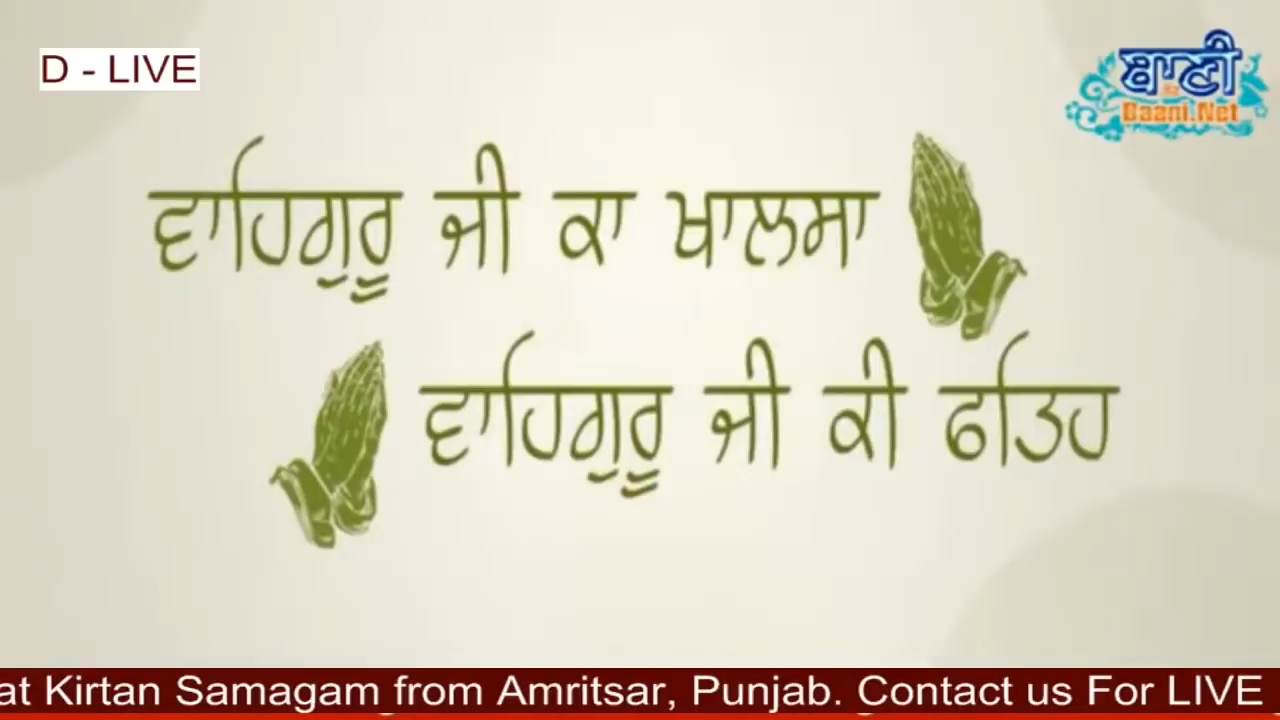 D - LIVE
ਬਾਣੀ
Baani.Net
ਵਾਹਿਗੁਰੂ ਜੀ ਕਾ ਖਾਲਸਾ
ਵਾਹਿਗੁਰੂ ਜੀ ਕੀ ਫਤਿਹ
at Kirtan Samagam from Amritsar, Punjab. Contact us For LIVE